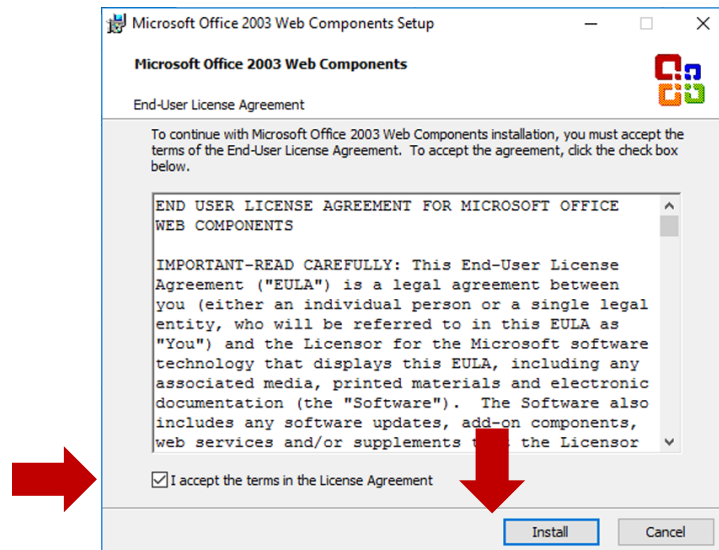 Microsoft Office 2003 Web Components Setup
Microsoft Office 2003 Web Components
End-User License Agreement
To continue with Microsoft Office 2003 Web Components installation, you must accept the
terms of the End-User License Agreement.  To accept the agreement, click the check box
below.
END USER LICENSE AGREEMENT FOR MICROSOFT OFFICE
WEB COMPONENTS
IMPORTANT-READ CAREFULLY: This End-User License
Agreement ("EULA") is a legal agreement between
you (either an individual person or a single legal
entity, who will be referred to in this EULA as
"You") and the Licensor for the Microsoft software
technology that displays this EULA, including any
associated media, printed materials and electronic
documentation (the "Software").  The Software also
includes any software updates, add-on components,
web services and/or supplements the Licensor
I accept the terms in the License Agreement
Install
Cancel